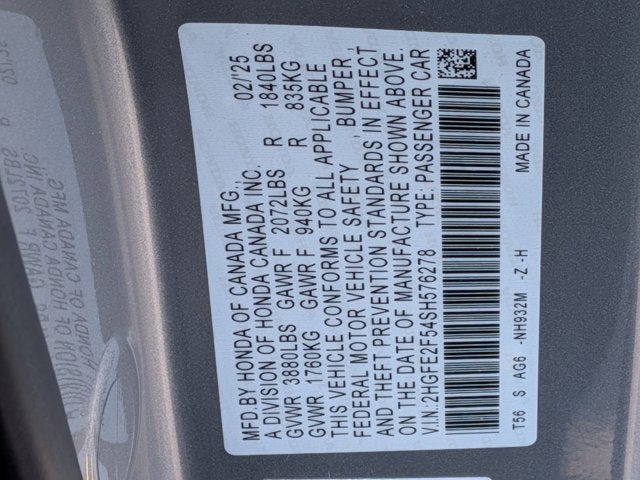 MFD.BY HONDA OF CANADA MFG., 02/'25
A DIVISION OF HONDA CANADA INC.
GVWR 3880LBS GAWR F 2072LBS R 1840LBS
GVWR 1760KG GAWR F 940KG R 835KG
THIS VEHICLE CONFORMS TO ALL APPLICABLE
FEDERAL MOTOR VEHICLE SAFETY, BUMPER,
AND THEFT PREVENTION STANDARDS IN EFFECT
ON THE DATE OF MANUFACTURE SHOWN ABOVE.
V.I.N.:2HGFE2F54SH576278 TYPE: PASSENGER CAR
T56 S AG6 -NH932M -Z -H MADE IN CANADA